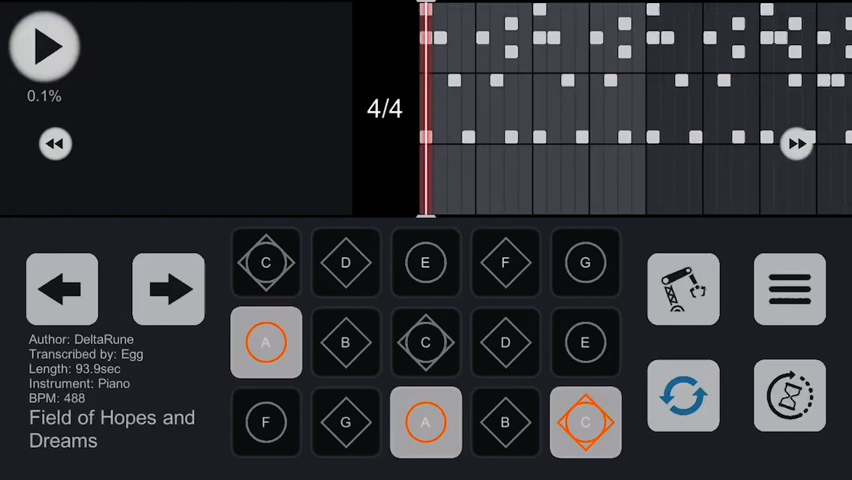 0.1%
4/4
C D E F G
A B C D E
F G A B C
Author: DeltaRune
Transcribed by: Egg
Length: 93.9sec
Instrument: Piano
BPM: 488
Field of Hopes and
Dreams